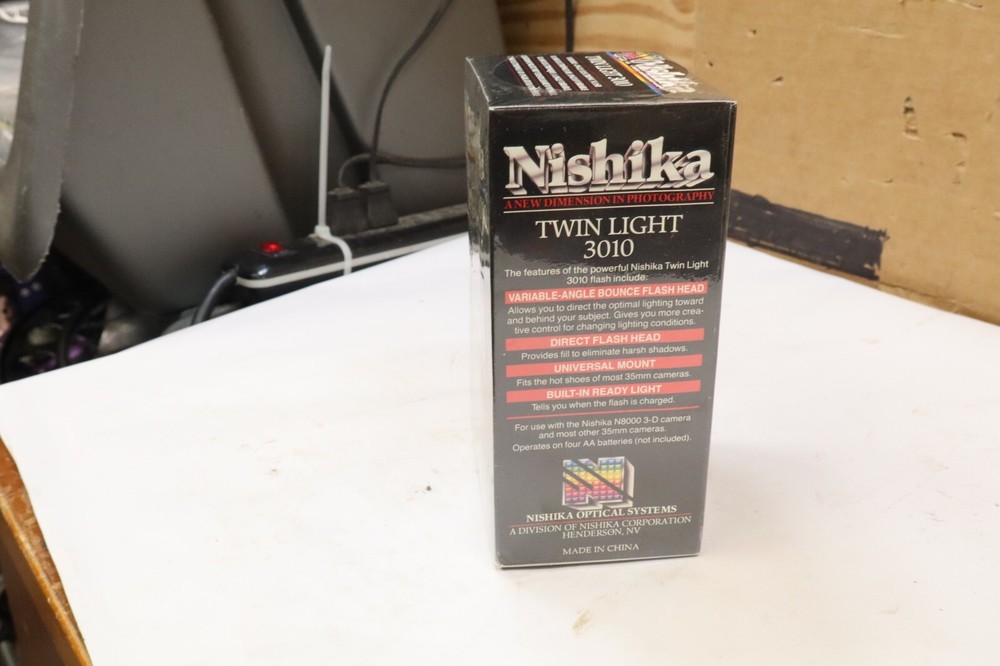 Nishika
TWIN LIGHT 3010
Nishika
A NEW DIMENSION IN PHOTOGRAPHY
TWIN LIGHT
3010
The features of the powerful Nishika Twin Light
3010 flash include:
VARIABLE-ANGLE BOUNCE FLASH HEAD
Allows you to direct the optimal lighting toward
and behind your subject. Gives you more crea-
tive control for changing lighting conditions.
DIRECT FLASH HEAD
Provides fill to eliminate harsh shadows.
UNIVERSAL MOUNT
Fits the hot shoes of most 35mm cameras.
BUILT-IN READY LIGHT
Tells you when the flash is charged.
For use with the Nishika N8000 3-D camera
and most other 35mm cameras.
Operates on four AA batteries (not included).
N
NISHIKA OPTICAL SYSTEMS
A DIVISION OF NISHIKA CORPORATION
HENDERSON, NV
MADE IN CHINA